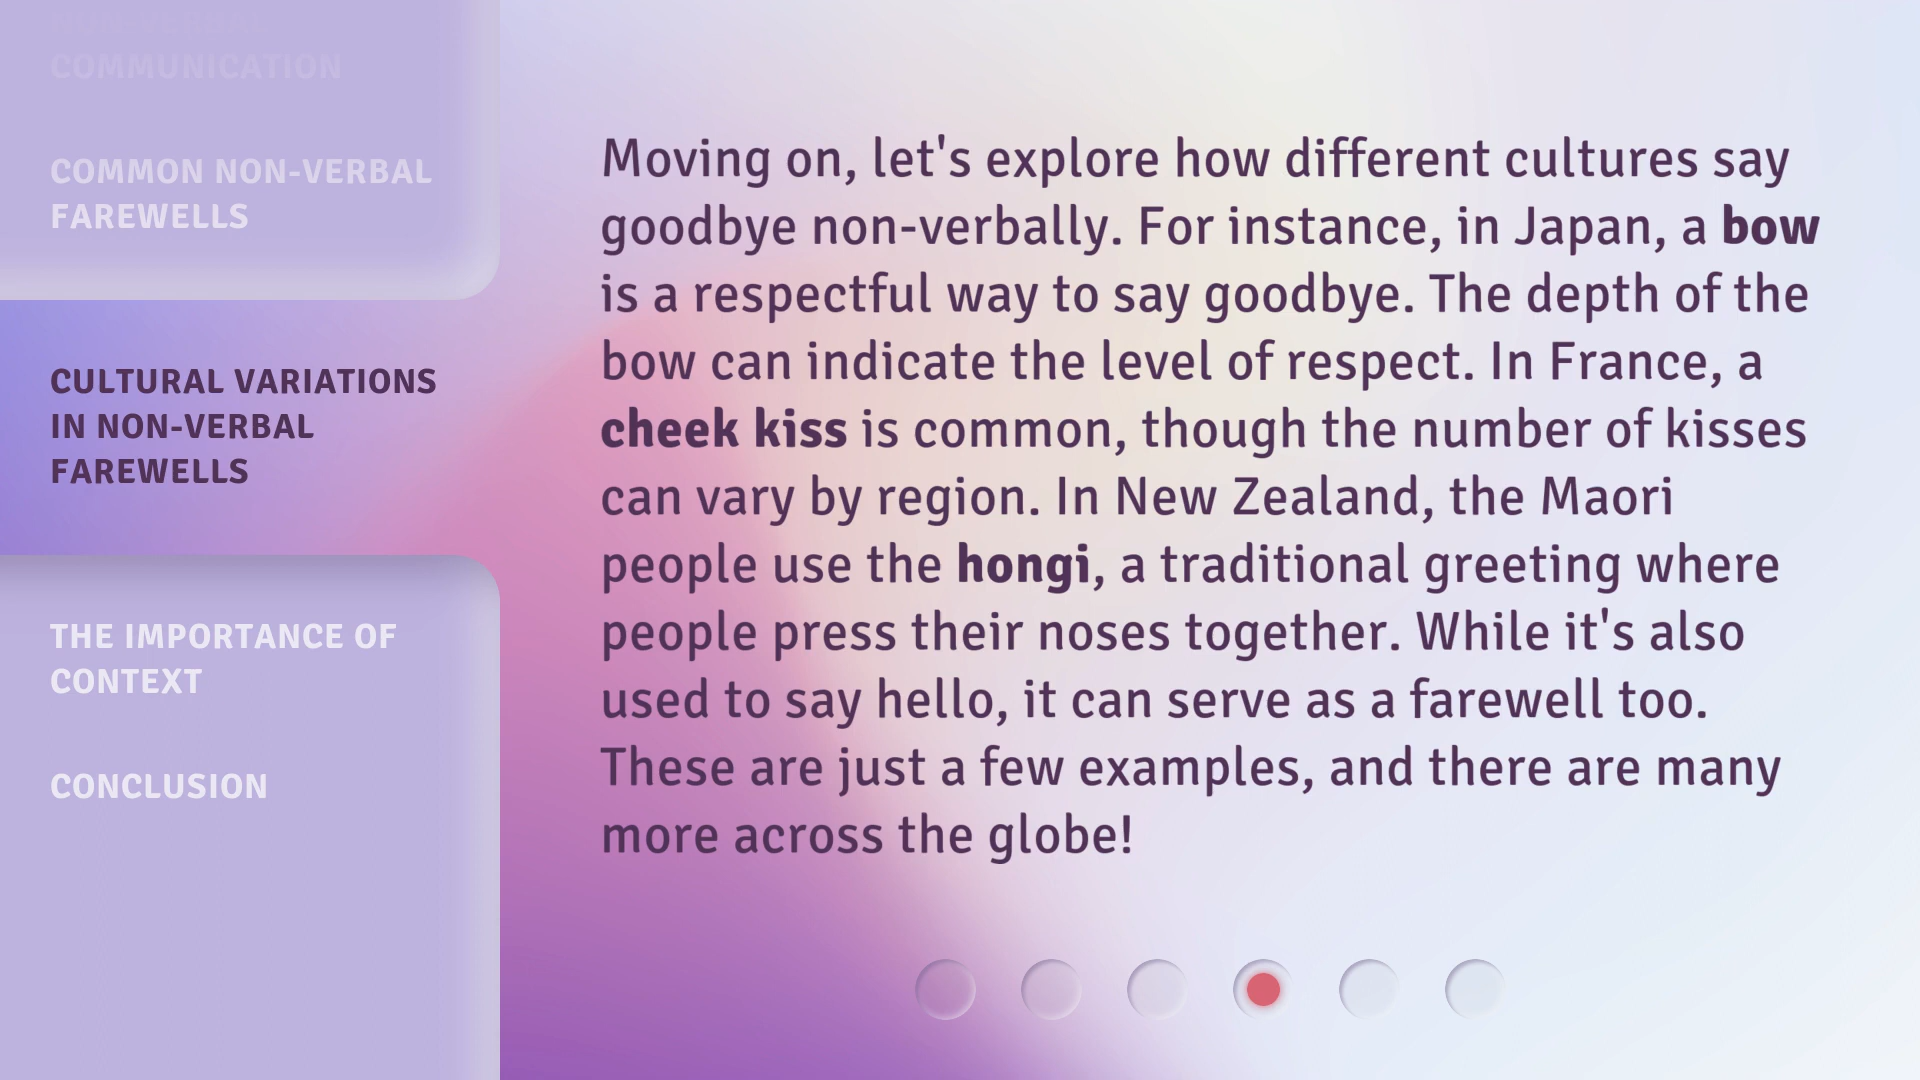 NON-VERBAL
COMMUNICATION
COMMON NON-VERBAL
FAREWELLS
CULTURAL VARIATIONS
IN NON-VERBAL
FAREWELLS
THE IMPORTANCE OF
CONTEXT
CONCLUSION
Moving on, let's explore how different cultures say
goodbye non-verbally. For instance, in Japan, a bow
is a respectful way to say goodbye. The depth of the
bow can indicate the level of respect. In France, a
cheek kiss is common, though the number of kisses
can vary by region. In New Zealand, the Maori
people use the hongi, a traditional greeting where
people press their noses together. While it's also
used to say hello, it can serve as a farewell too.
These are just a few examples, and there are many
more across the globe!